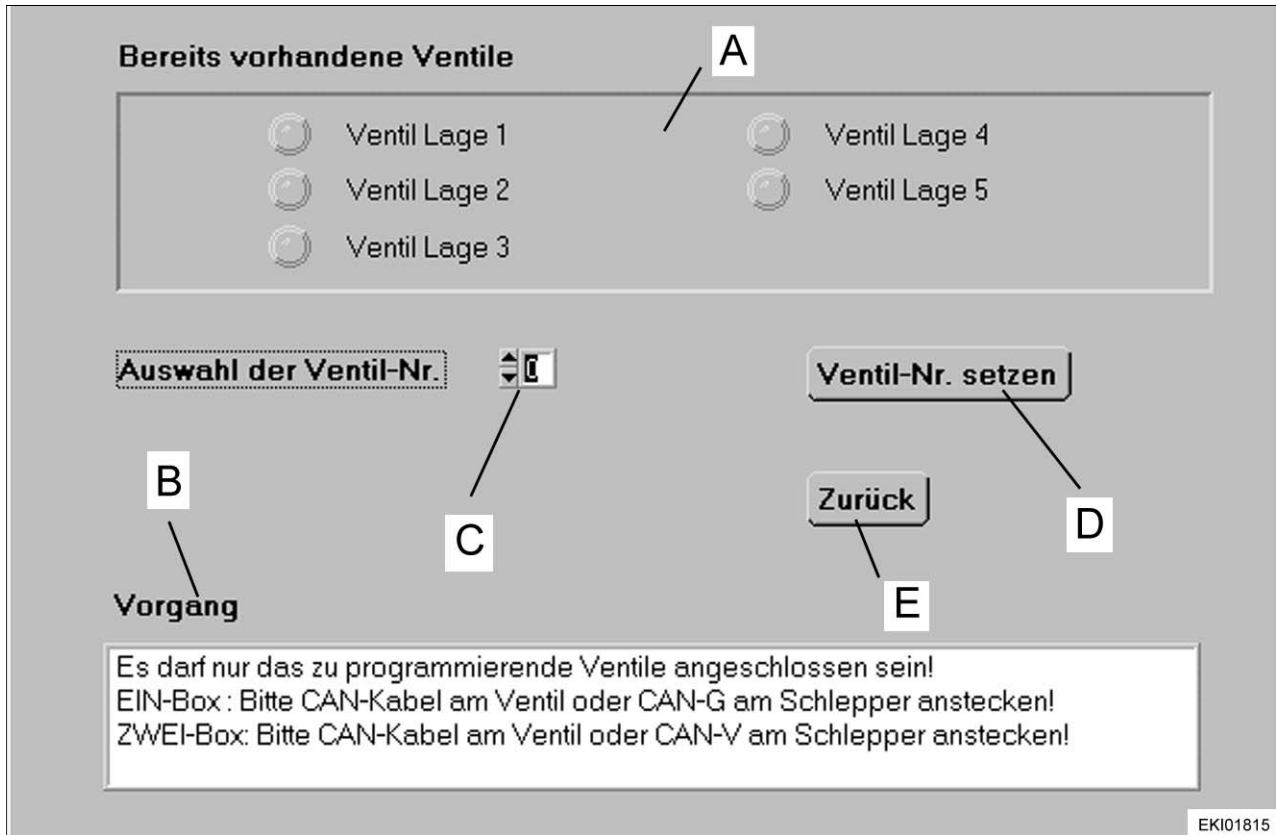 Bereits vorhandene Ventile
A
Ventil Lage 1
Ventil Lage 4
Ventil Lage 2
Ventil Lage 5
Ventil Lage 3
Auswahl der Ventil-Nr.
Ventil-Nr. setzen
B
C
Zurück
D
E
Vorgang
Es darf nur das zu programmierende Ventile angeschlossen sein!
EIN-Box : Bitte CAN-Kabel am Ventil oder CAN-G am Schlepper anstecken!
ZWEI-Box: Bitte CAN-Kabel am Ventil oder CAN-V am Schlepper anstecken!
EKI01815